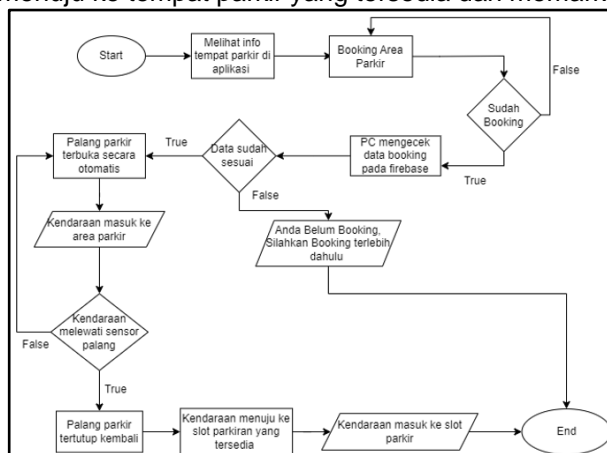 menuju ke tempat parkir yang tersedia dan
Start
Melihat info
tempat parkir di
aplikasi
Booking Area
Parkir
False
Sudah
Booking
True
PC mengecek
data booking
pada firebase
Data sudah
sesuai
True
False
Palang parkir
terbuka secara
otomatis
Anda Belum Booking,
Silahkan Booking terlebih
dahulu
Kendaraan masuk ke
area parkir
Kendaraan
melewati sensor
palang
False
True
Palang parkir
tertutup kembali
Kendaraan menuju ke
slot parkiran yang
tersedia
Kendaraan masuk ke slot
parkir
End